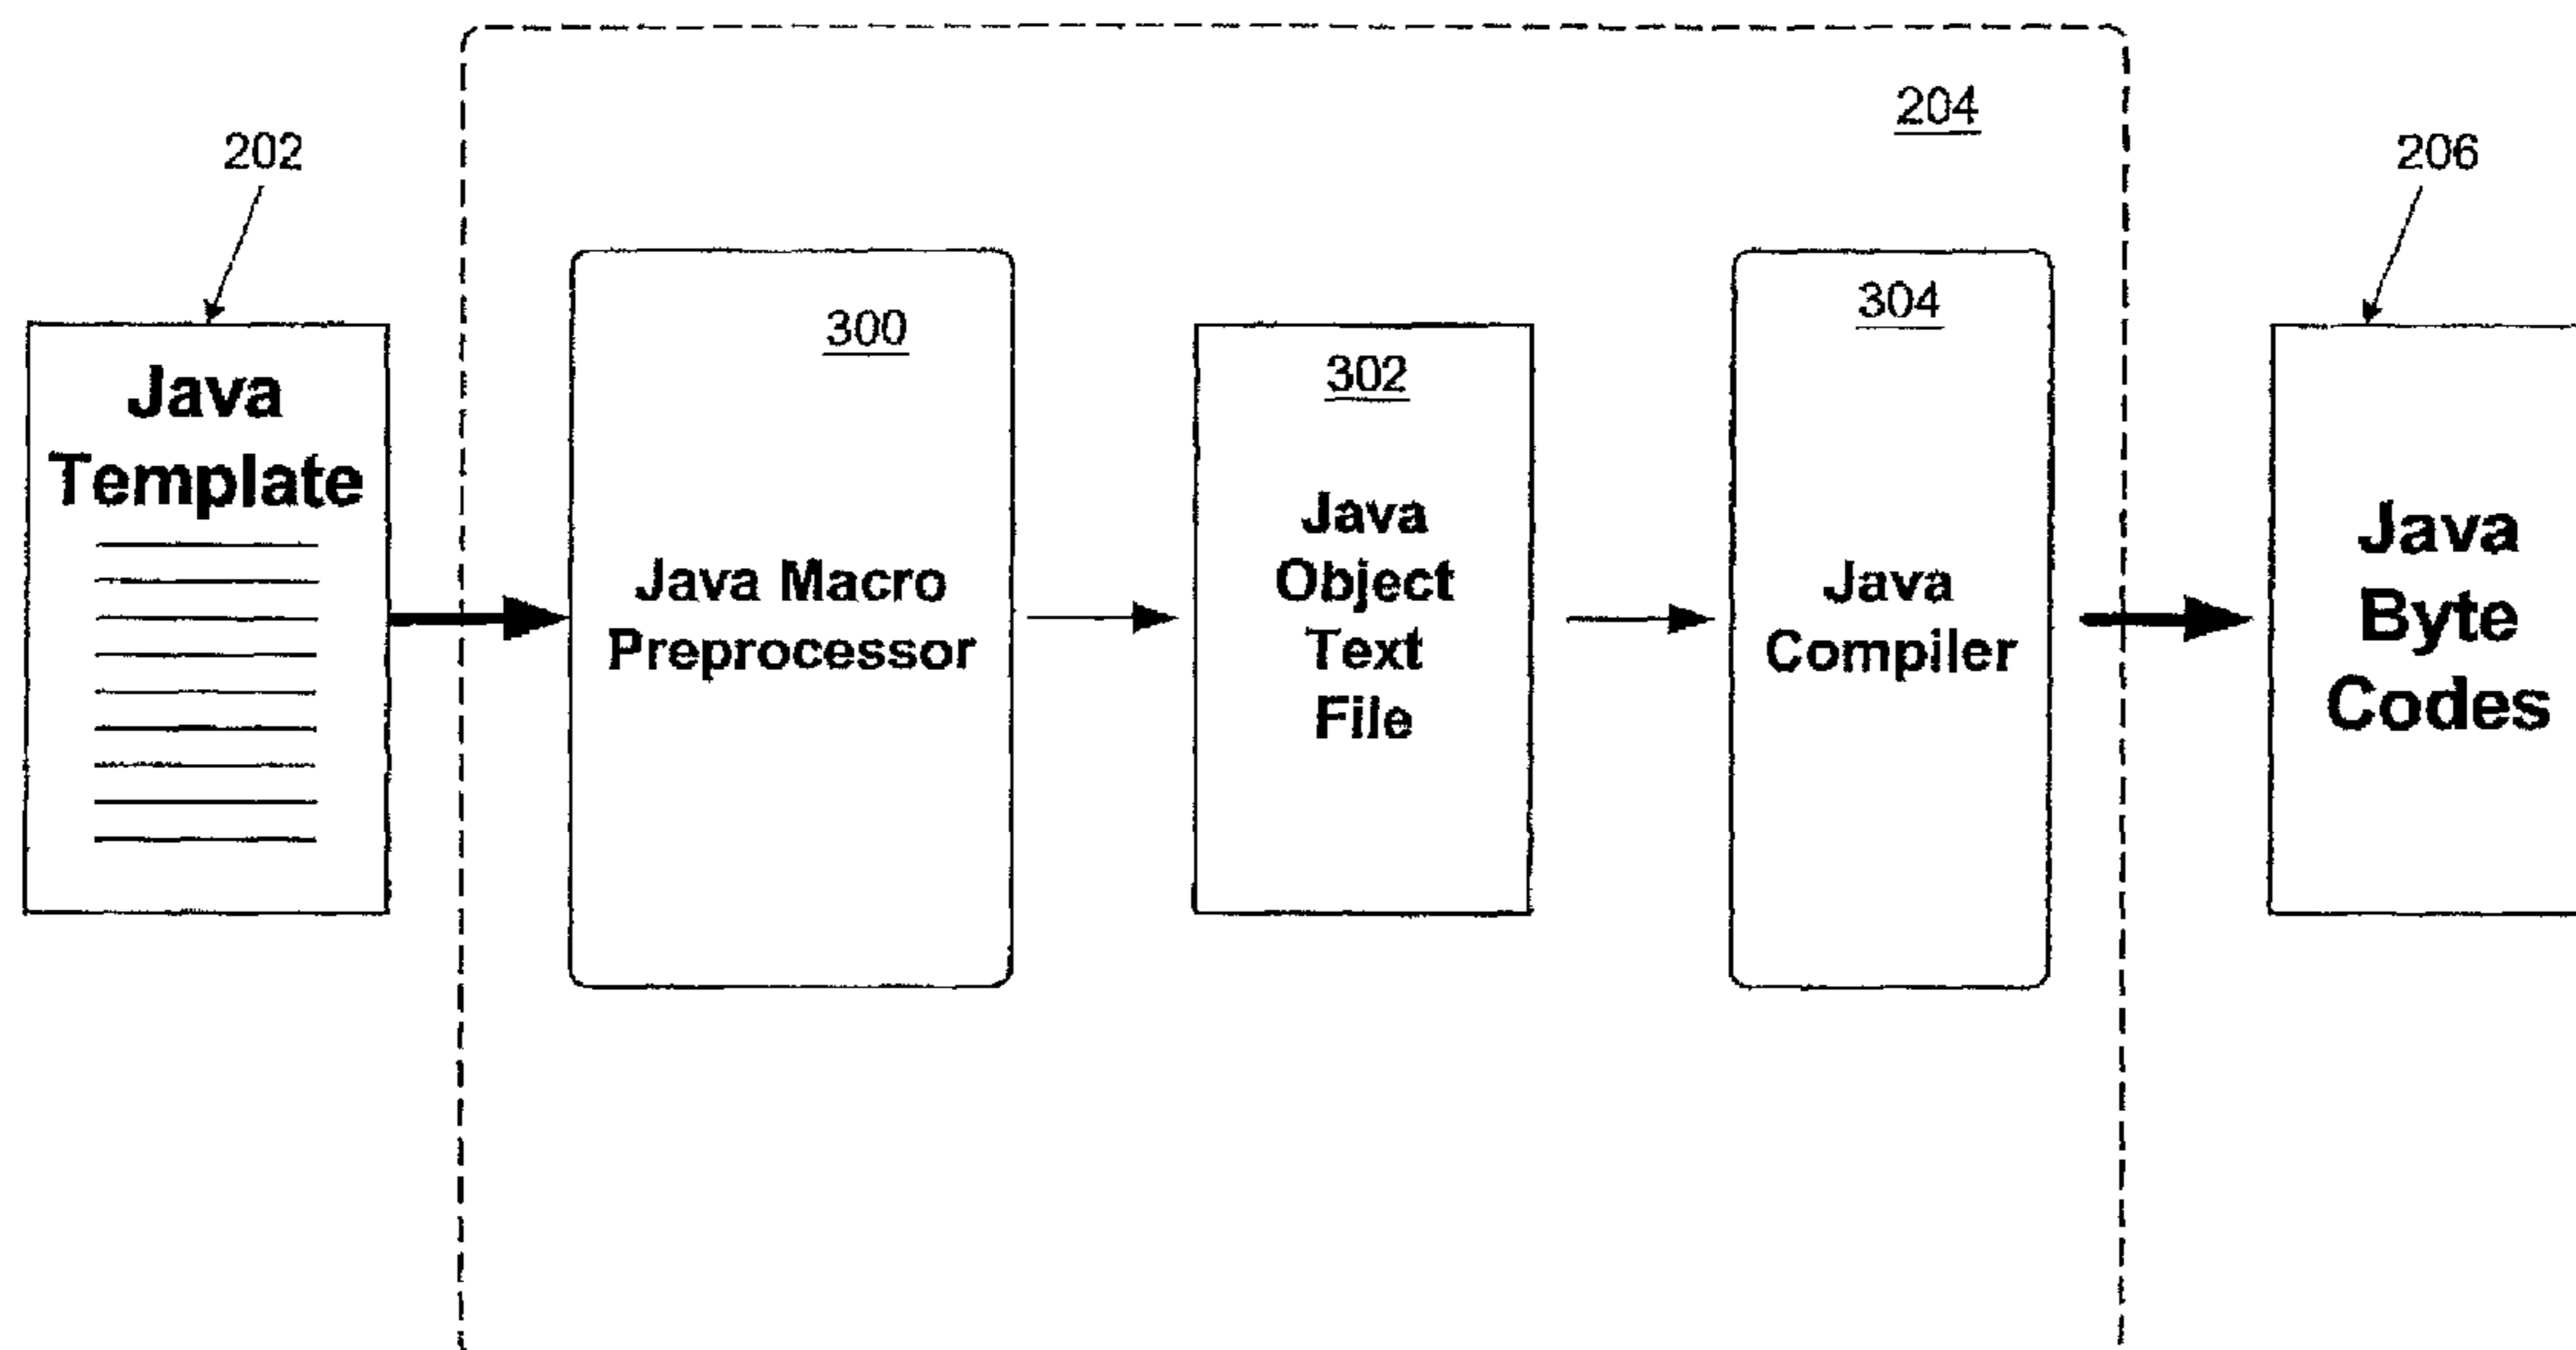 204
202
206
300
304
302
Java
Template
Java Macro
Preprocessor
Java
Object
Text
File
Java
Compiler
Java
Byte
Codes